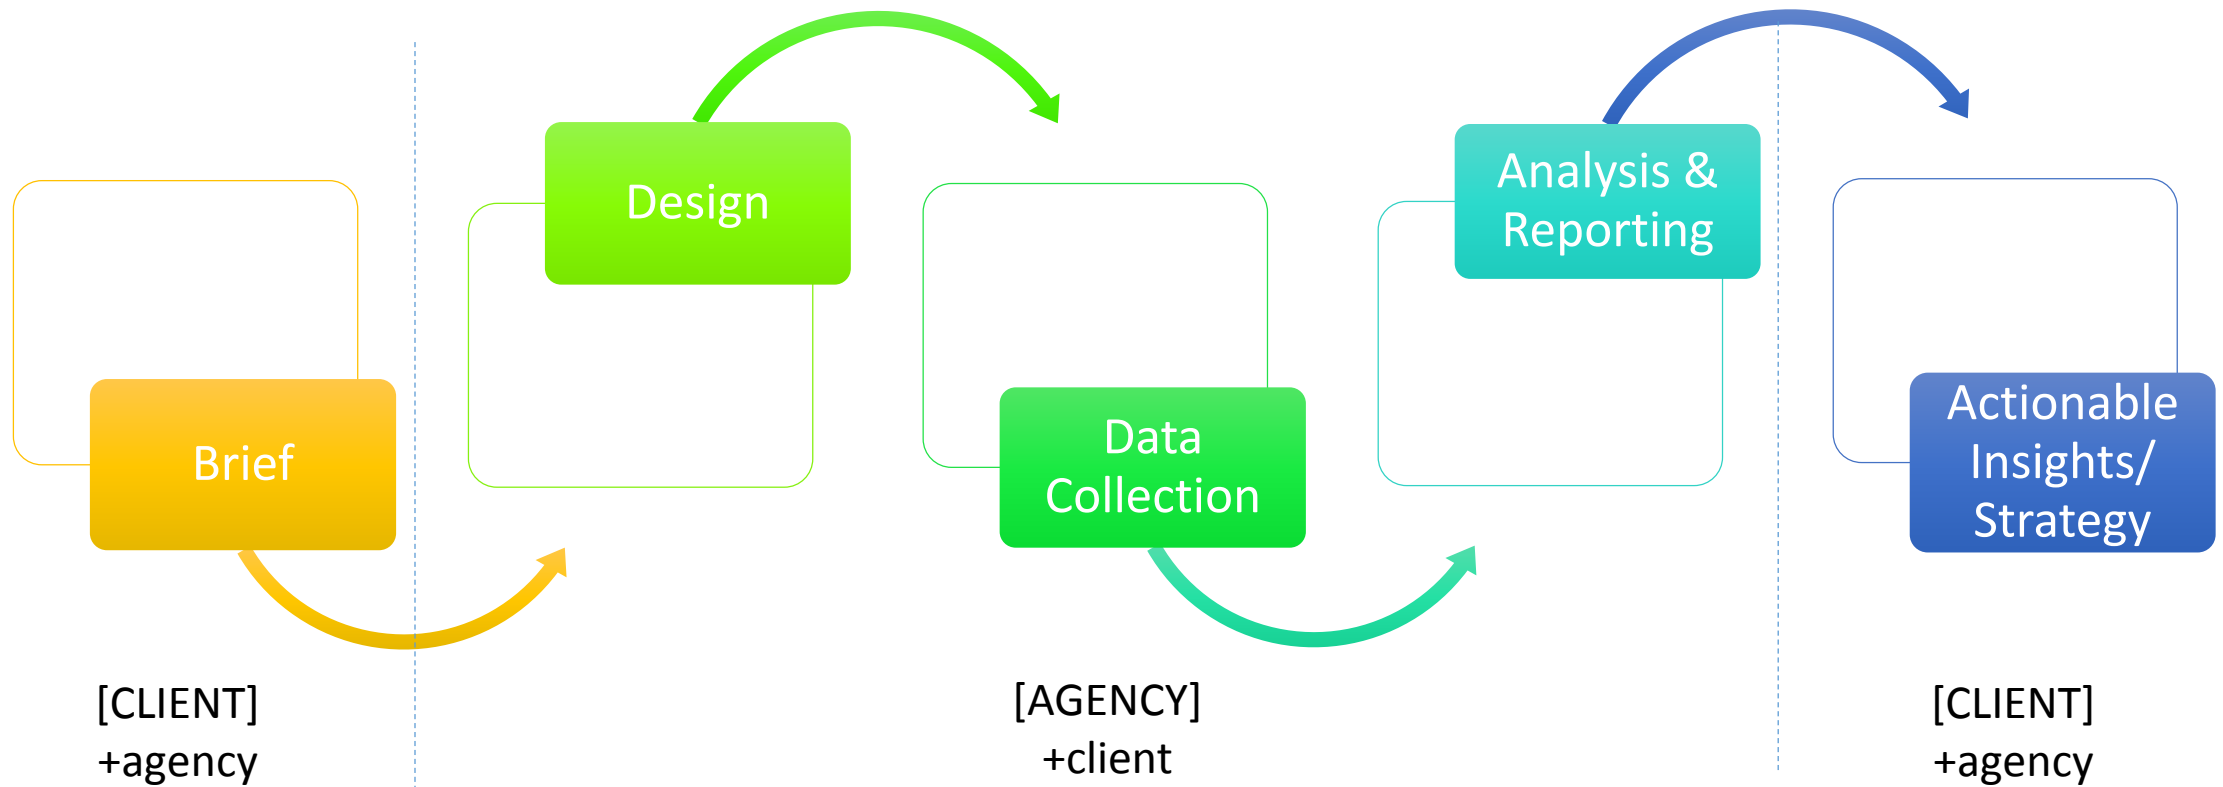 Brief
Design
Data
Collection
Analysis &
Reporting
Actionable
Insights/
Strategy
[CLIENT]
+agency
[AGENCY]
+client
[CLIENT]
+agency